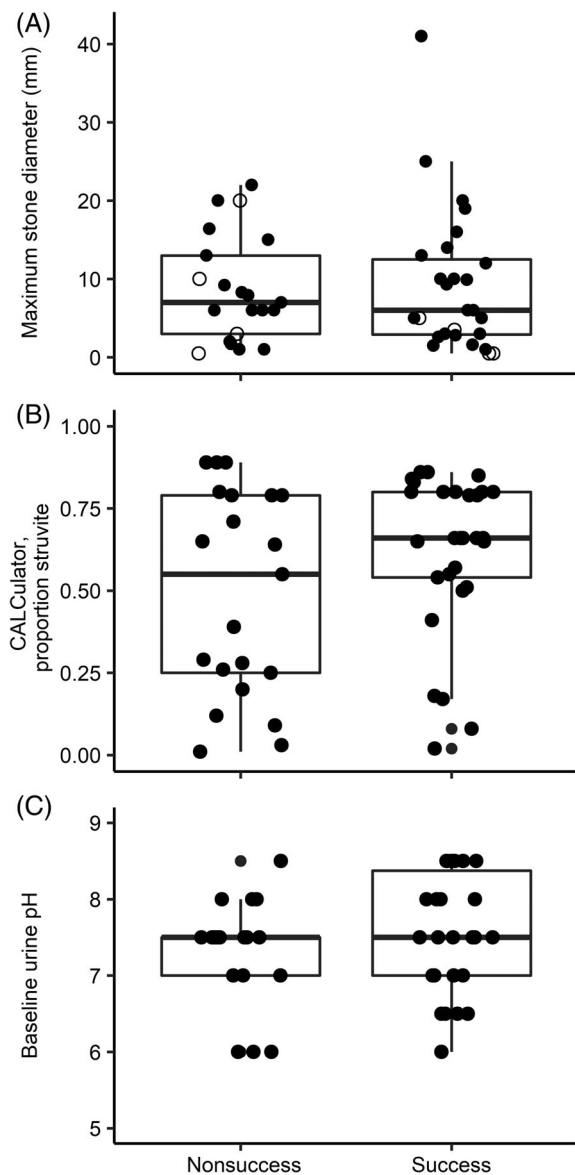 (A)
Maximum stone diameter (mm)
40
30
20
10
0
(B)
CALCulator,
proportion struvite
1.00
0.75
0.50
0.25
0.00
(C)
Baseline urine pH
9
8
7
6
5
Nonsuccess
Success